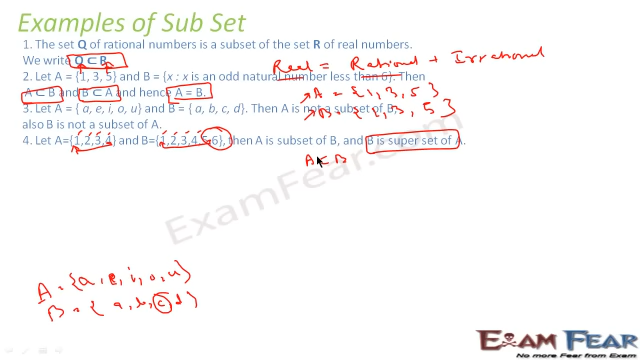 Examples of Sub Set
1. The set Q of rational numbers is a subset of the set R of real numbers.
We write Q ⊂ R.
2. Let A = {1, 3, 5} and B = {x : x is an odd natural number less than 6}. Then
A ⊂ B and B ⊂ A and hence A = B.
3. Let A = { a, e, i, o, u} and B = { a, b, c, d}. Then A is not a subset of B,
also B is not a subset of A.
4. Let A={1,2,3,4} and B={1,2,3,4,5,6}, then A is subset of B, and B is super set of A.
Real = Rational + Irrational
A = {1, 3, 5}
B = {1, 3, 5}
A ⊂ B
ExamFear.com
A = {a, e, i, o, u}
B = { a, b, c d}
EXAM FEAR
No more Fear from Exam